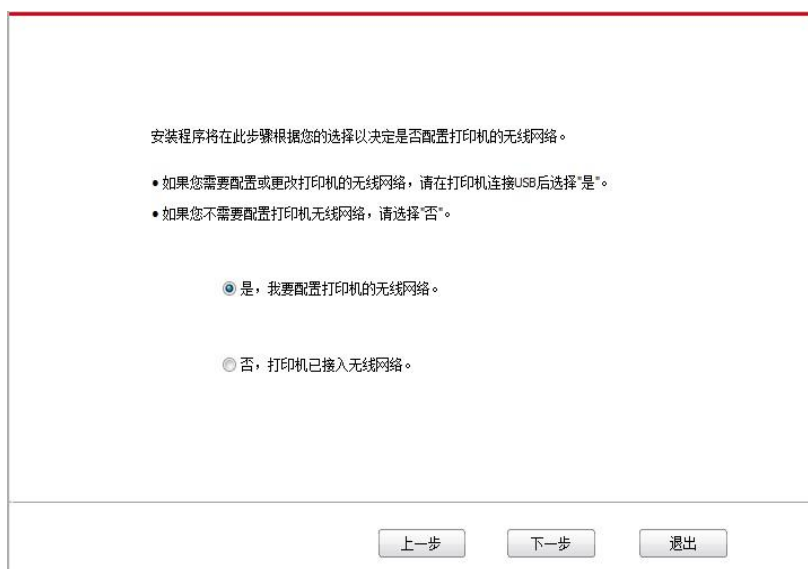 安装程序将在此步骤根据您的选择以决定是否配置打印机的无线网络。
• 如果您需要配置或更改打印机的无线网络，请在打印机连接USB后选择"是"。
• 如果您不需要配置打印机无线网络，请选择"否"。
是，我要配置打印机的无线网络。
否，打印机已接入无线网络。
上一步 下一步 退出